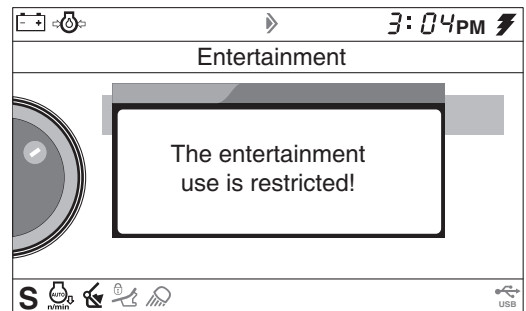 3:04PM
Entertainment
The entertainment
use is restricted!
S AUTO n/min USB